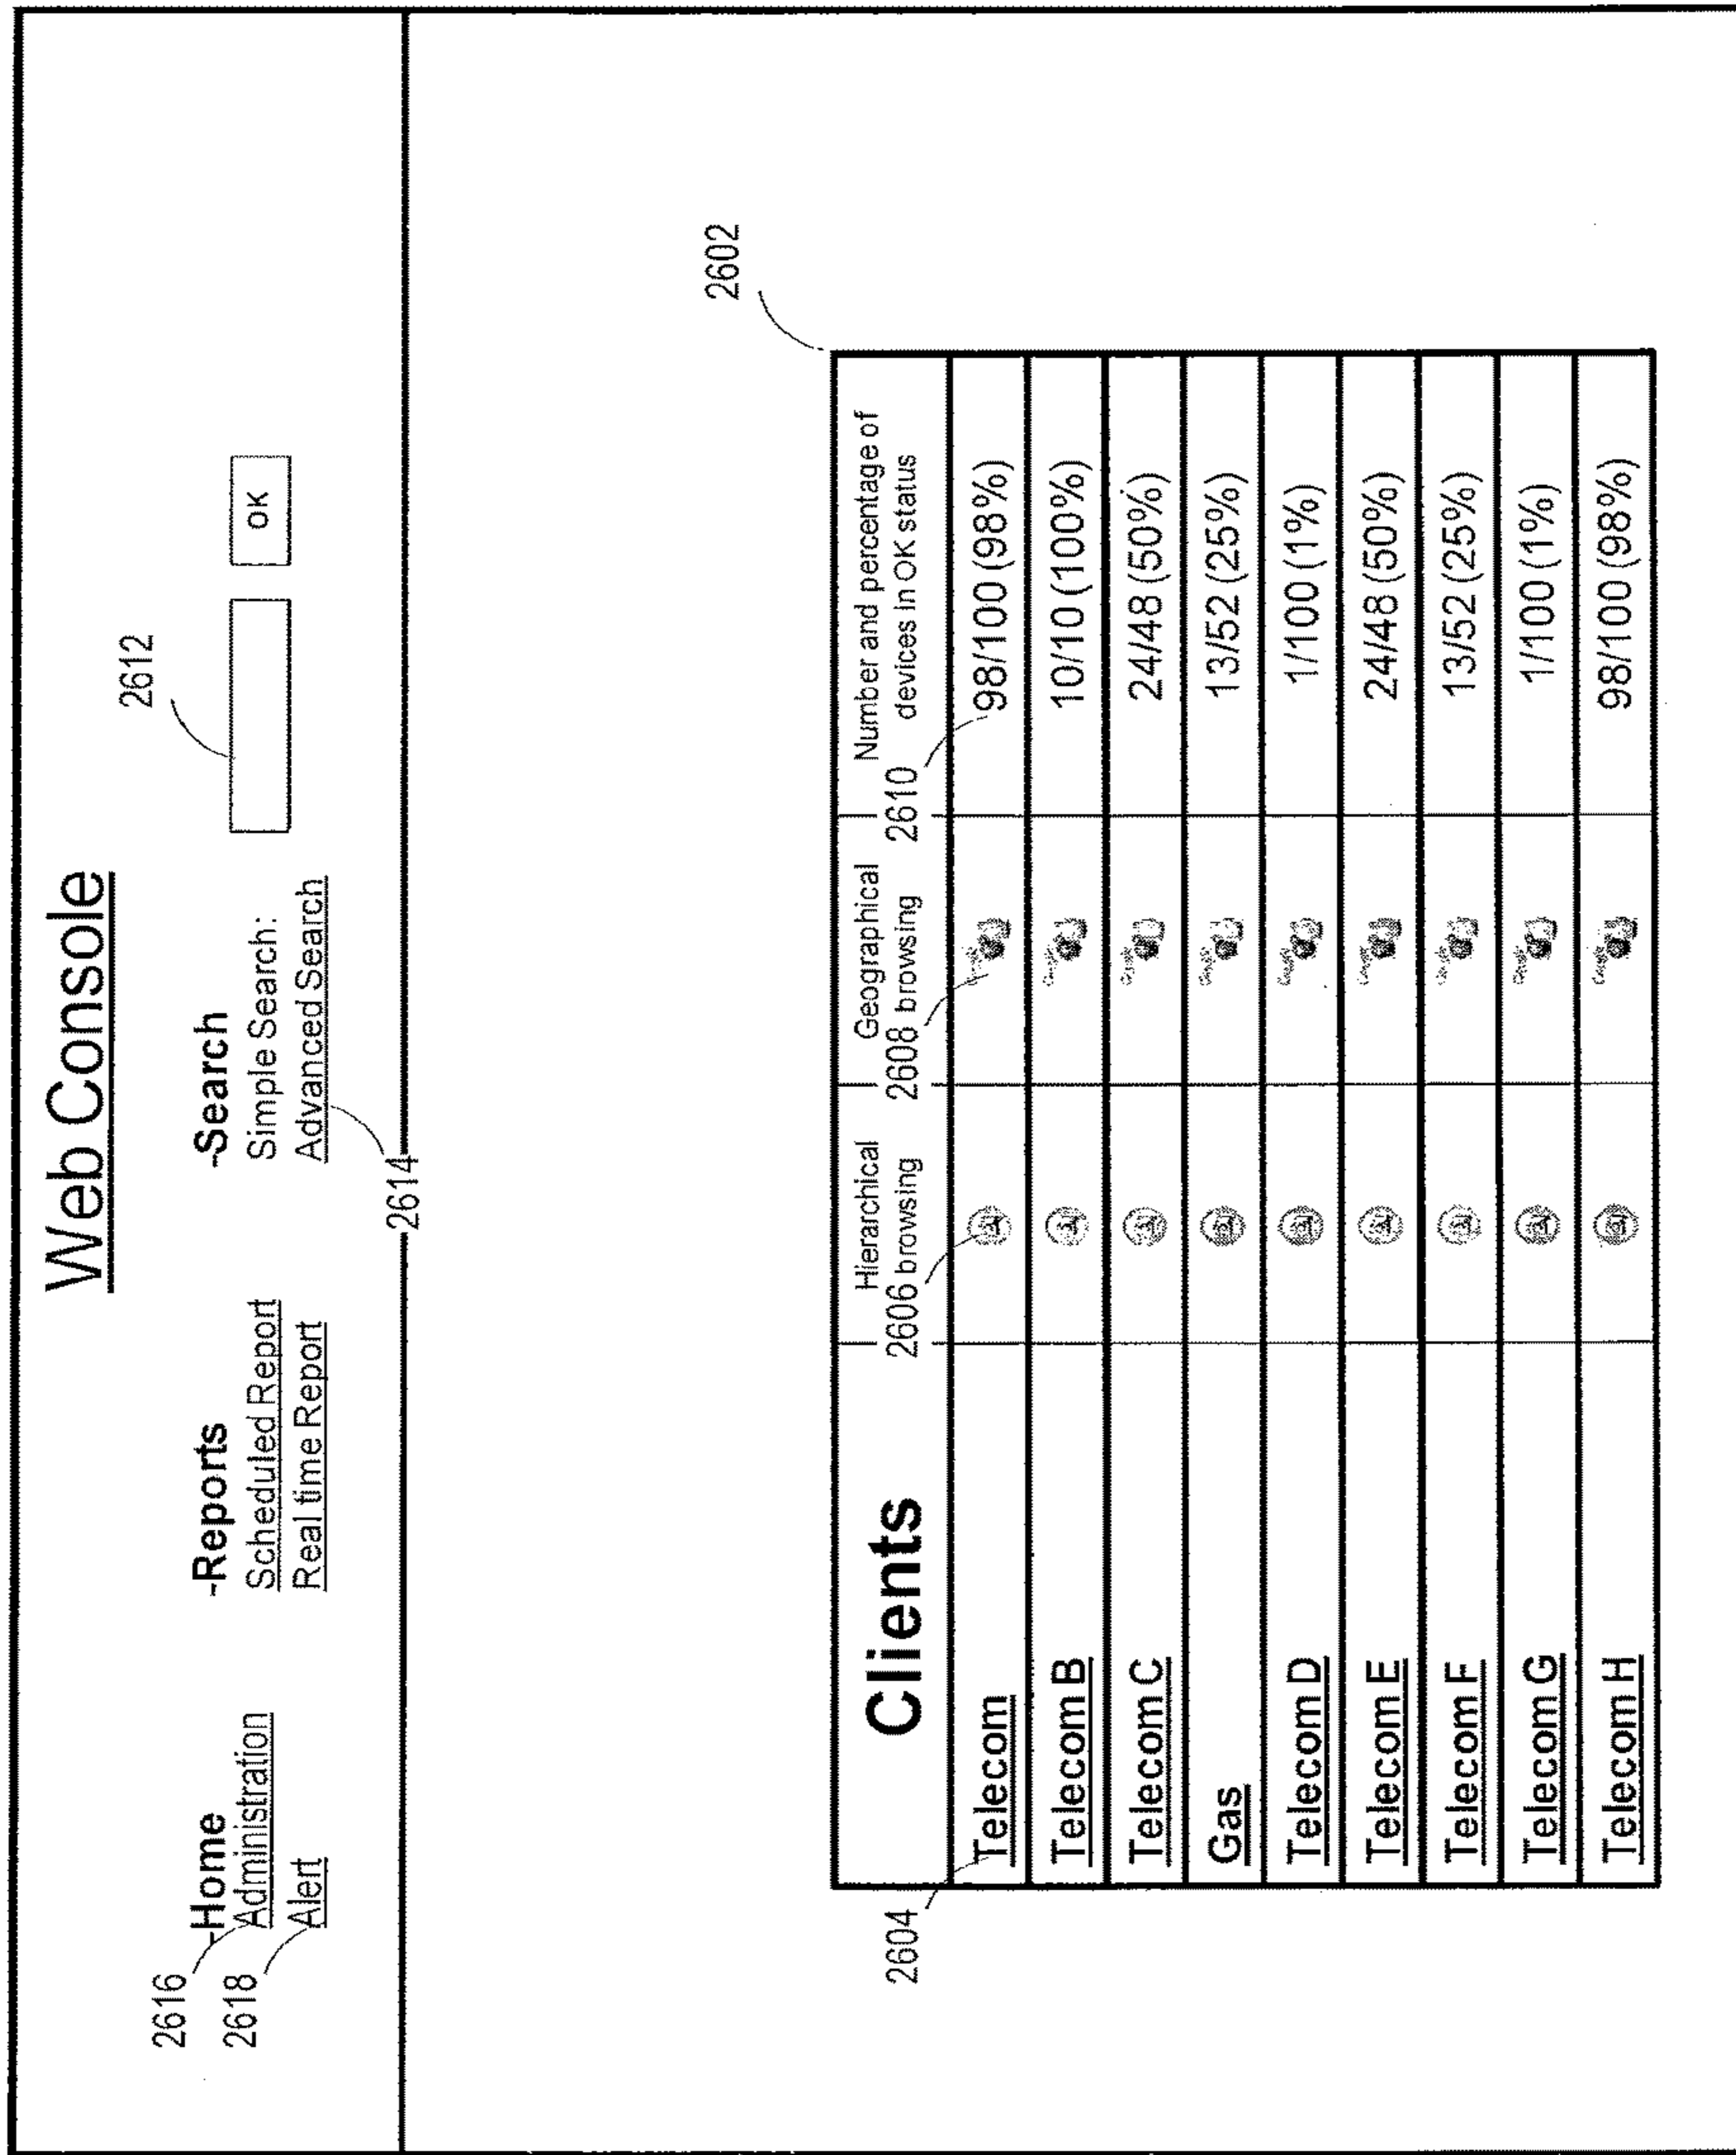 Web Console
2616
2618
-Home
Administration
Alert
-Reports
Scheduled Report
Real time Report
-Search
Simple Search:
Advanced Search
2614
2612
OK
2602
Clients
Hierarchical
2606 browsing
Geographical
2608 browsing
2610
Number and percentage of
devices in OK status
2604
Telecom 98/100 (98%)
Telecom B 10/10 (100%)
Telecom C 24/48 (50%)
Gas 13/52 (25%)
Telecom D 1/100 (1%)
Telecom E 24/48 (50%)
Telecom F 13/52 (25%)
Telecom G 1/100 (1%)
Telecom H 98/100 (98%)